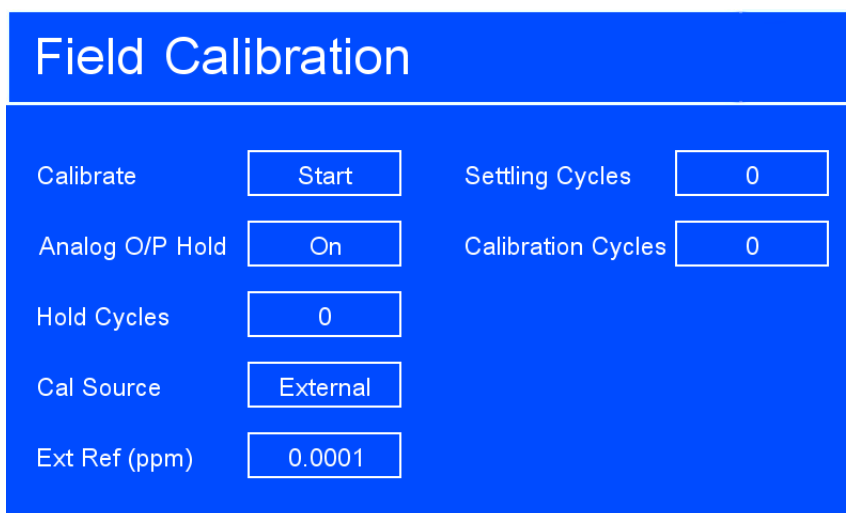 Field Calibration
Calibrate Start Settling Cycles 0
Analog O/P Hold On Calibration Cycles 0
Hold Cycles 0
Cal Source External
Ext Ref (ppm) 0.0001